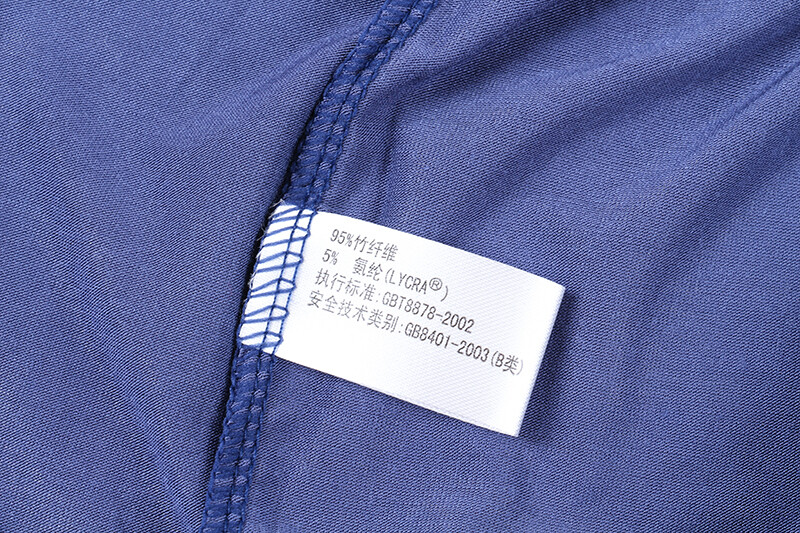 95%竹纤维
5% 氨纶(LYCRA®)
执行标准:GBT8878-2002
安全技术类别:GB8401-2003(B类)